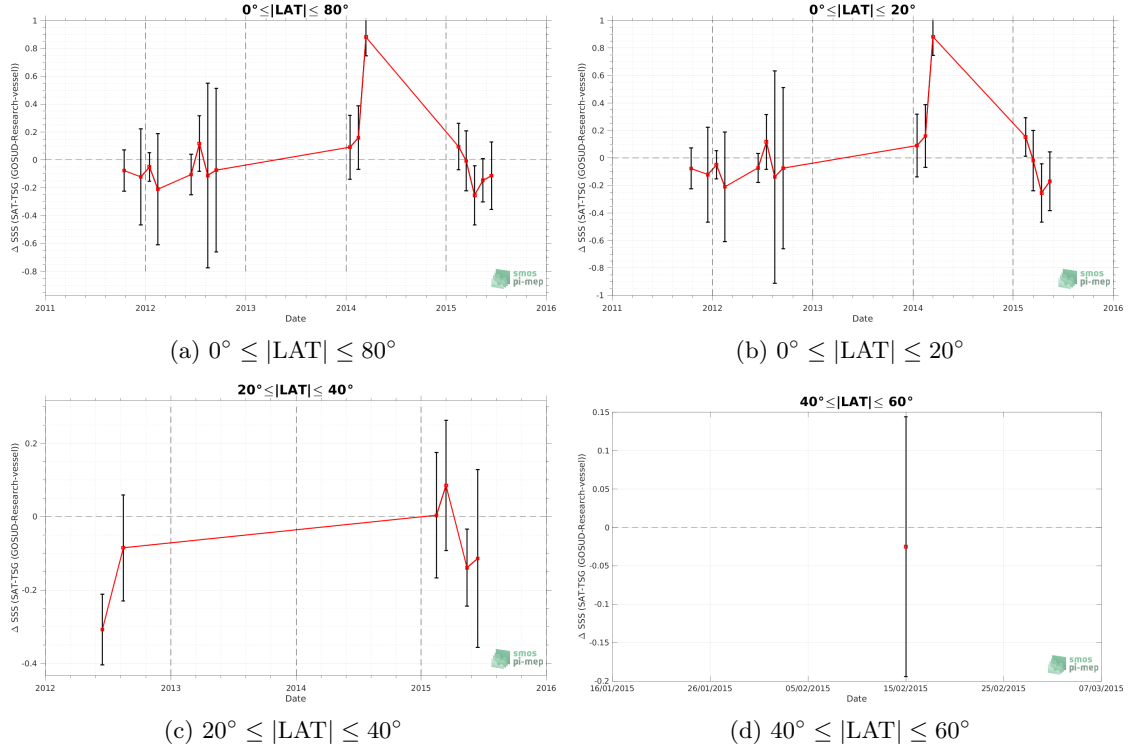 0°≤|LAT|≤ 80°
Δ SSS (SAT-TSG (GOSUD-Research-vessel))
1
0.8
0.6
0.4
0.2
0
-0.2
-0.4
-0.6
-0.8
2011 2012 2013 2014 2015 2016
Date
smos
pi-mep
(a) 0° ≤ |LAT| ≤ 80°
0°≤|LAT|≤ 20°
Δ SSS (SAT-TSG (GOSUD-Research-vessel))
1
0.8
0.6
0.4
0.2
0
-0.2
-0.4
-0.6
-0.8
-1
2011 2012 2013 2014 2015 2016
Date
smos
pi-mep
(b) 0° ≤ |LAT| ≤ 20°
20°≤|LAT|≤ 40°
Δ SSS (SAT-TSG (GOSUD-Research-vessel))
0.2
0
-0.2
-0.4
2012 2013 2014 2015 2016
Date
smos
pi-mep
(c) 20° ≤ |LAT| ≤ 40°
40°≤|LAT|≤ 60°
Δ SSS (SAT-TSG (GOSUD-Research-vessel))
0.15
0.1
0.05
0
-0.05
-0.1
-0.15
-0.2
16/01/2015 26/01/2015 05/02/2015 15/02/2015 25/02/2015 07/03/2015
Date
smos
pi-mep
(d) 40° ≤ |LAT| ≤ 60°